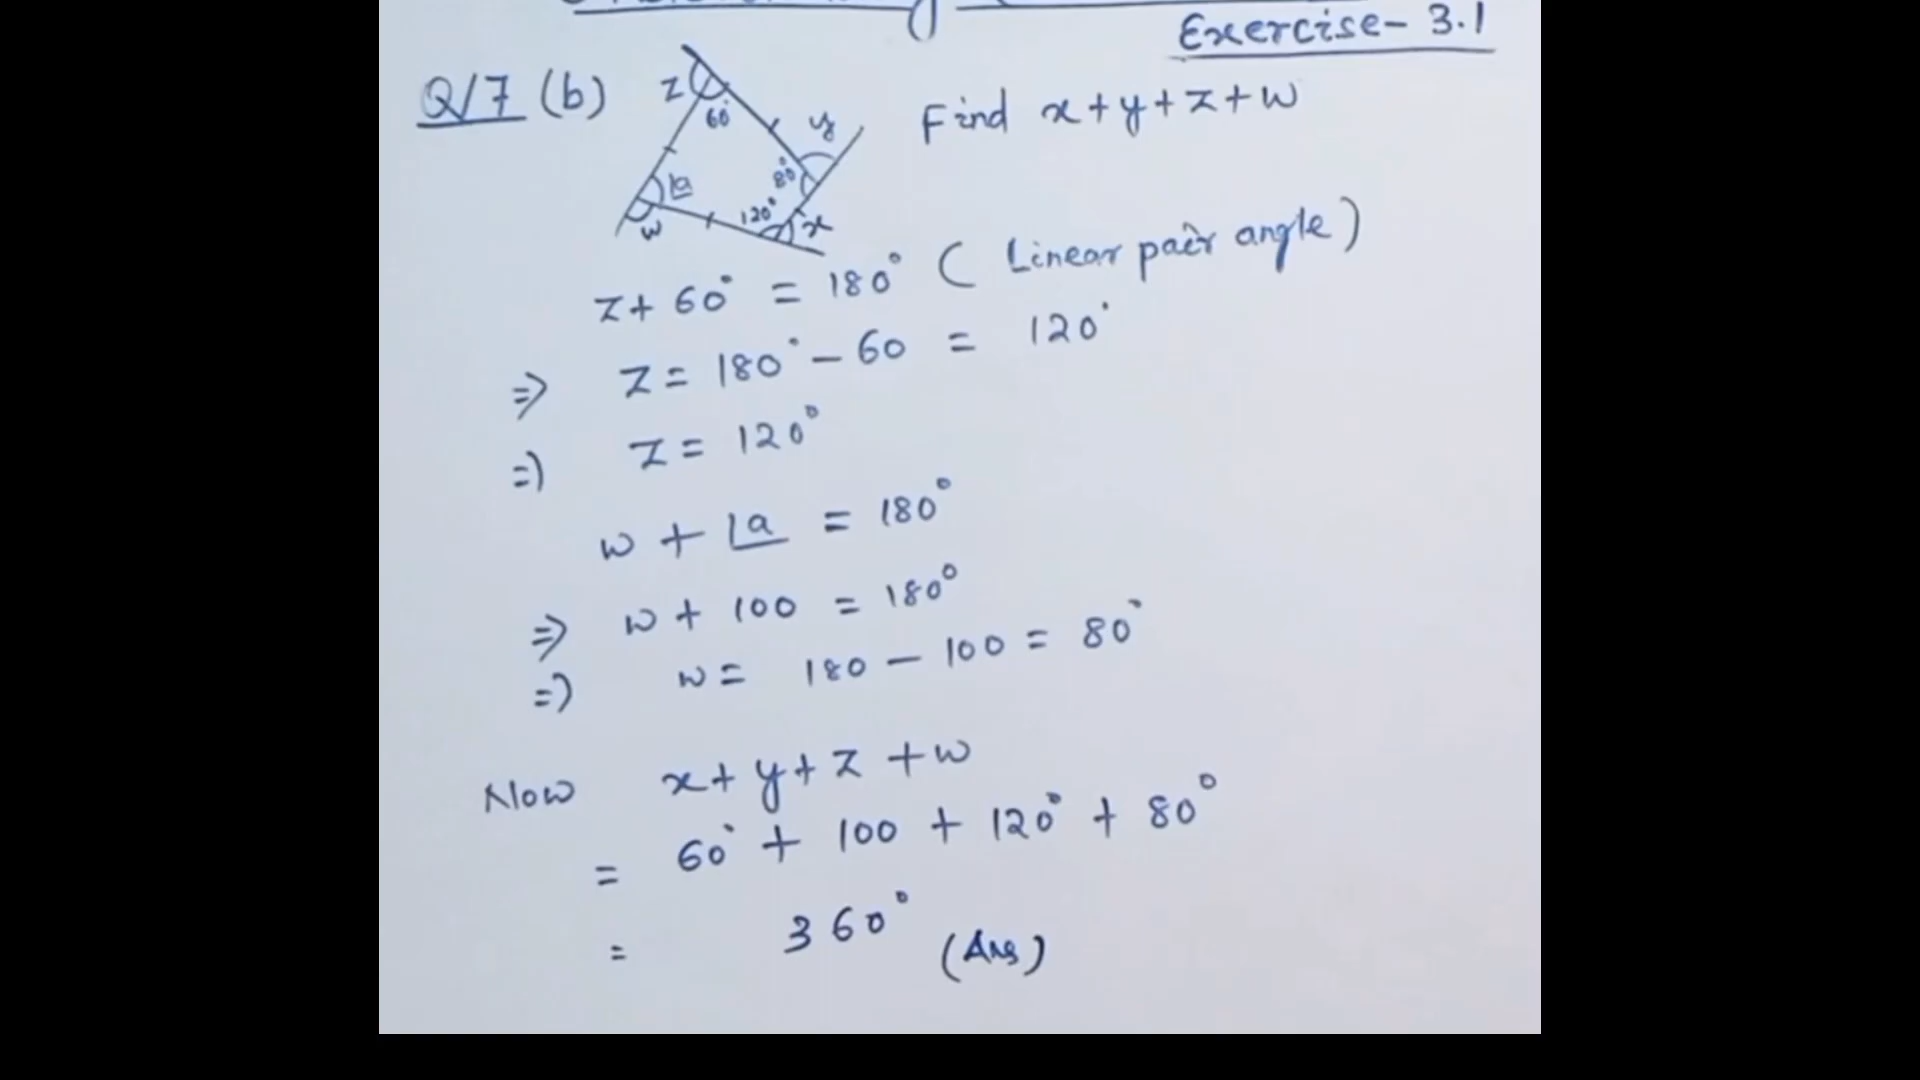 Exercise- 3.1
Q/7 (b)
Find x+y+z+w
z
60°
y
80°
∠a
120°
x
w
z+ 60° = 180° ( Linear pair angle)
=> z = 180° - 60 = 120°
=> z = 120°
w + ∠a = 180°
=> w + 100 = 180°
=> w = 180 - 100 = 80°
Now x+y+z+w
= 60° + 100 + 120° + 80°
= 360° (Ans)